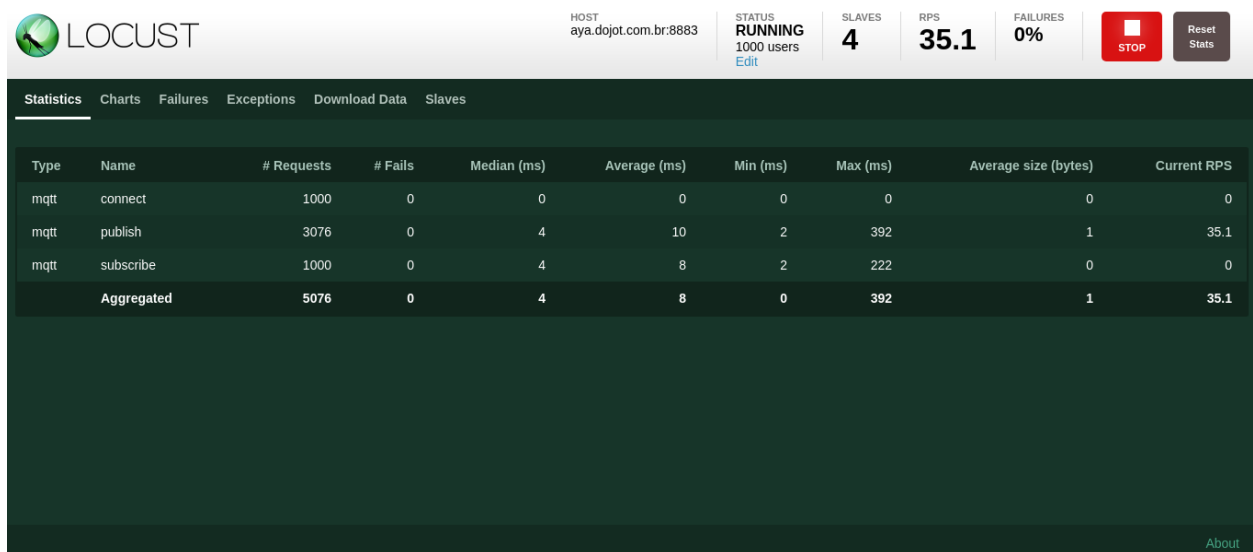 LOCUST
HOST
aya.dojot.com.br:8883
STATUS
RUNNING
1000 users
Edit
SLAVES
4
RPS
35.1
FAILURES
0%
STOP
Reset
Stats
Statistics Charts Failures Exceptions Download Data Slaves
Type Name # Requests # Fails Median (ms) Average (ms) Min (ms) Max (ms) Average size (bytes) Current RPS
mqtt connect 1000 0 0 0 0 0 0 0
mqtt publish 3076 0 4 10 2 392 1 35.1
mqtt subscribe 1000 0 4 8 2 222 0 0
Aggregated 5076 0 4 8 0 392 1 35.1
About